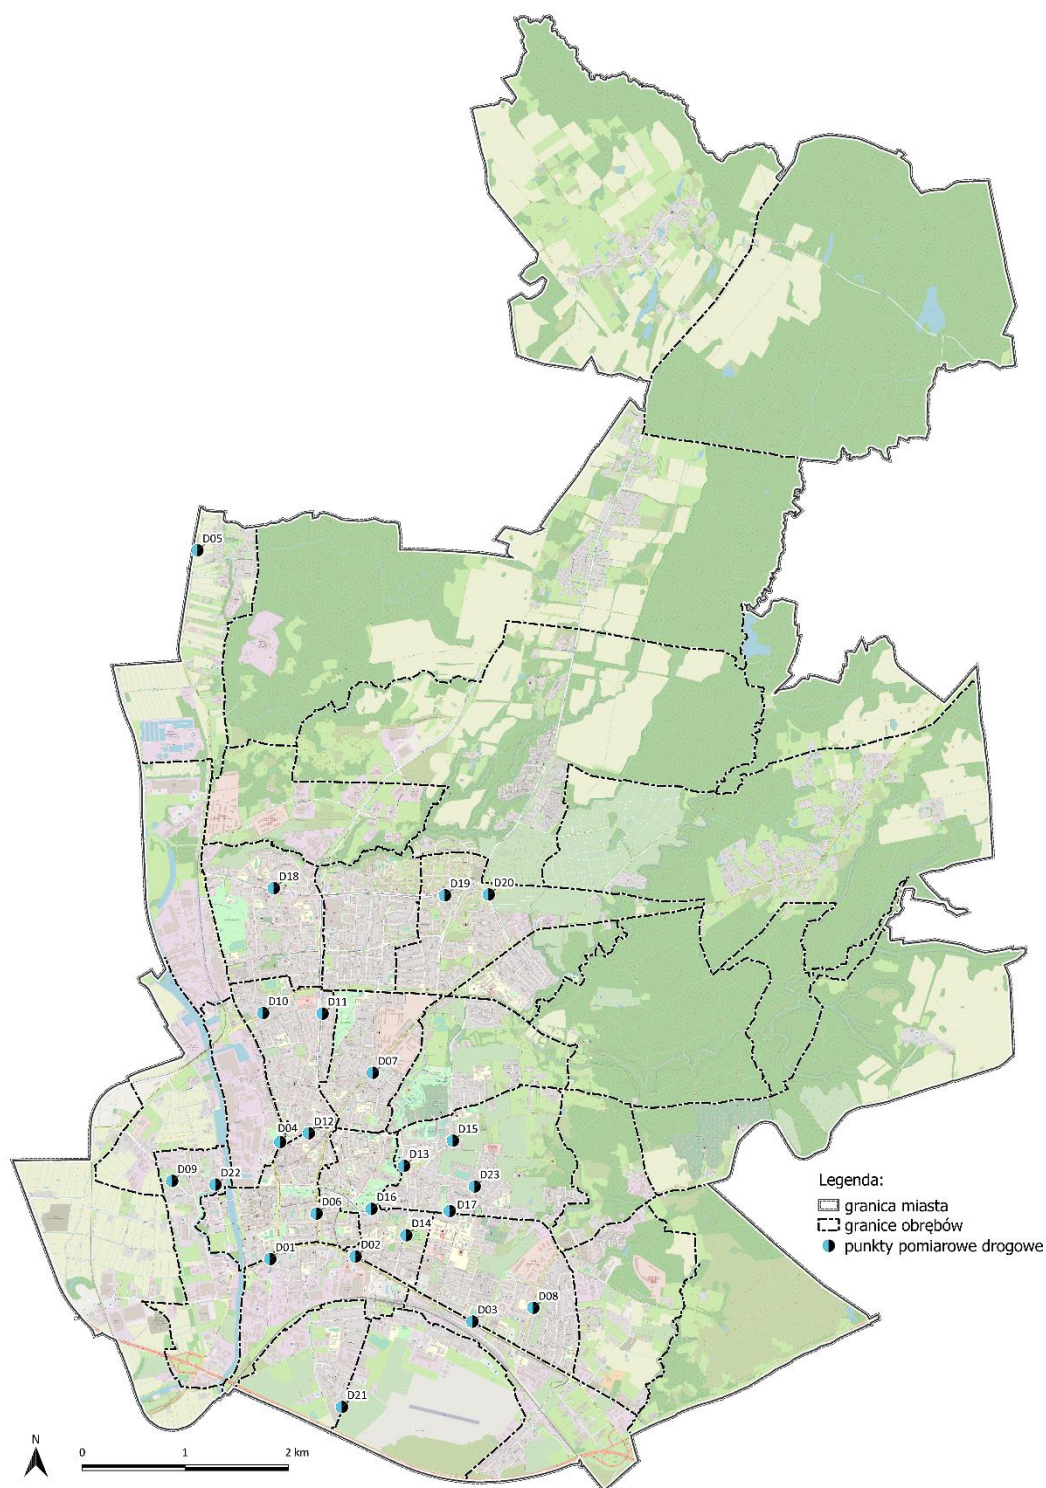 D05
D18
D19
D20
D10
D11
D07
D12
D04
D15
D13
D09
D22
D23
D16
D06
D17
D14
D02
D01
D08
D03
D21
Legenda:
granica miasta
granice obrębów
punkty pomiarowe drogowe
N
0 1 2 km